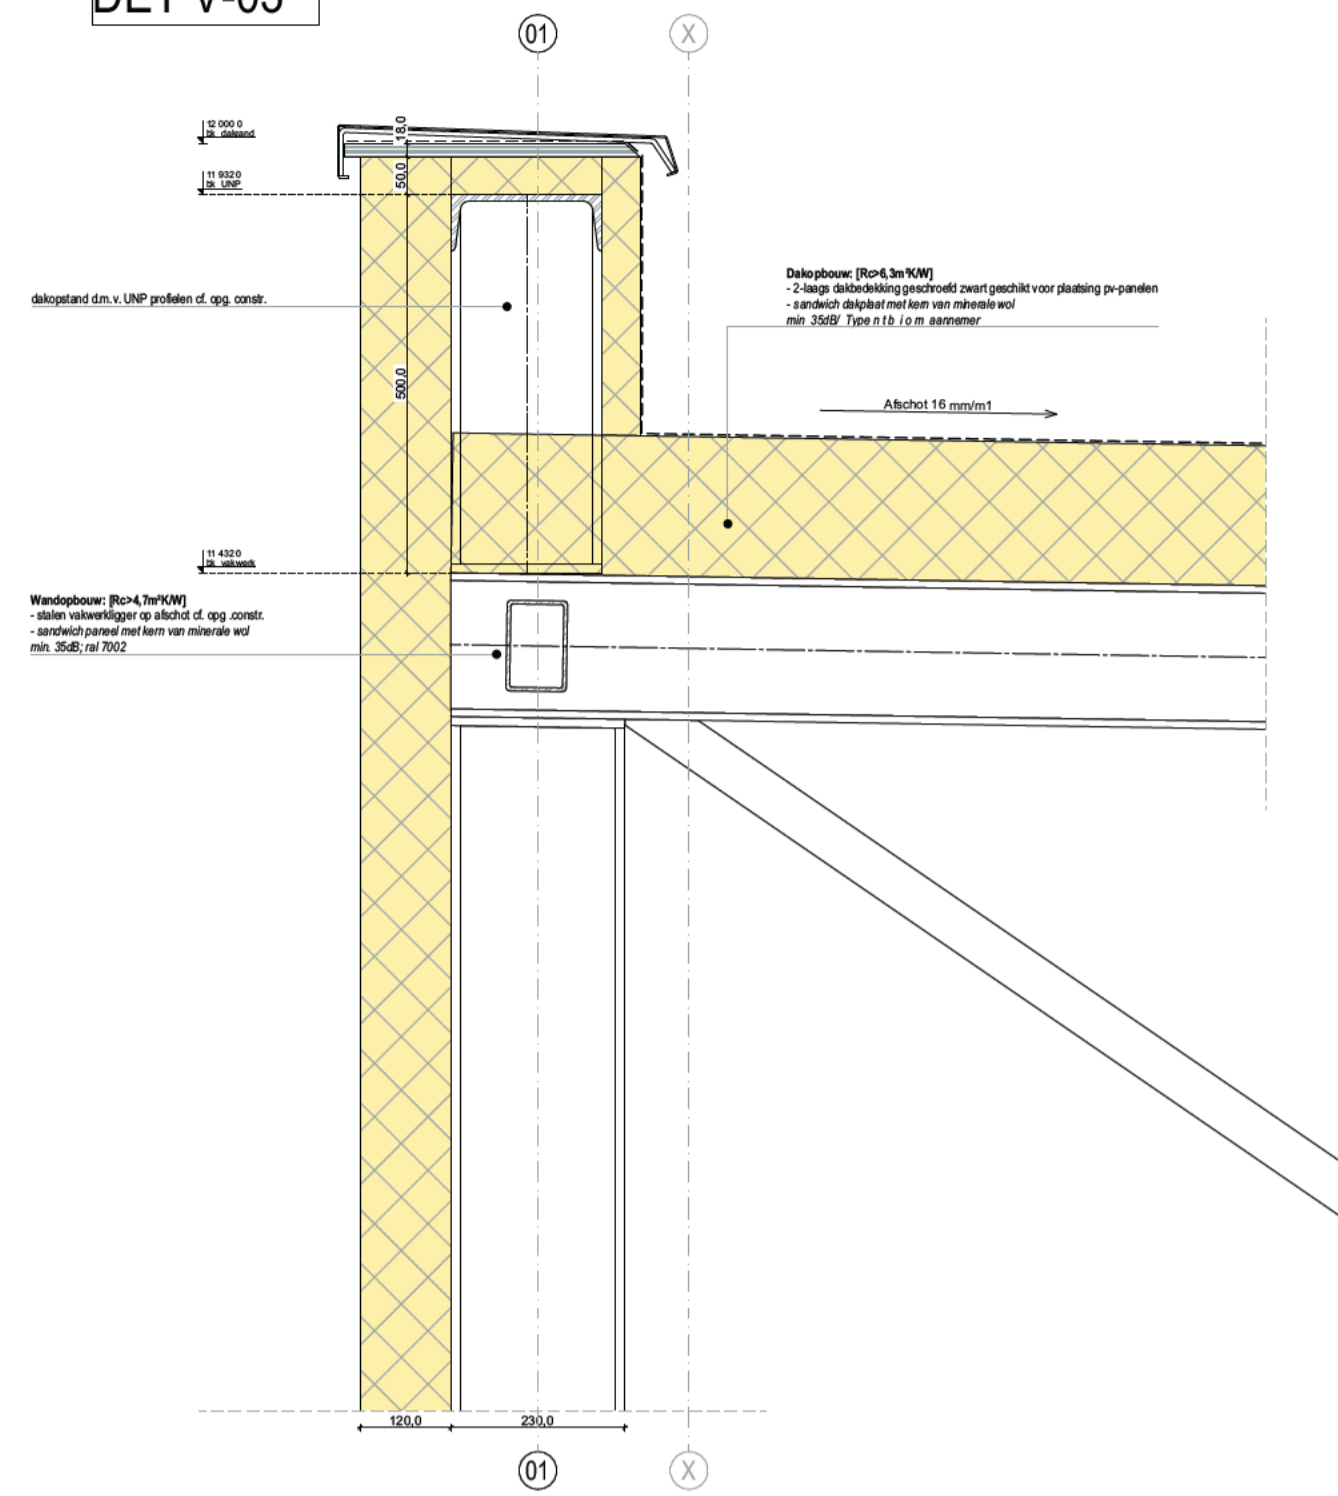 DET V-05
01
X
12 000 0
bk dakrand
18,0
11 932 0
bk UNP
50,0
dakopstand d.m.v. UNP profielen cf. opg. constr.
Dakopbouw: [Rc>6,3m²K/W]
- 2-laags dakbedekking geschroefd zwart geschikt voor plaatsing pv-panelen
- sandwich dakplaat met kern van minerale wol
min 35dB/ Type n t b i o m aannemer
500,0
Afschot 16 mm/m1
11 432 0
bk vakwerk
Wandopbouw: [Rc>4,7m²K/W]
- stalen vakwerkligger op afschot cf. opg .constr.
- sandwich paneel met kern van minerale wol
min. 35dB; ral 7002
120,0
230,0
01
X